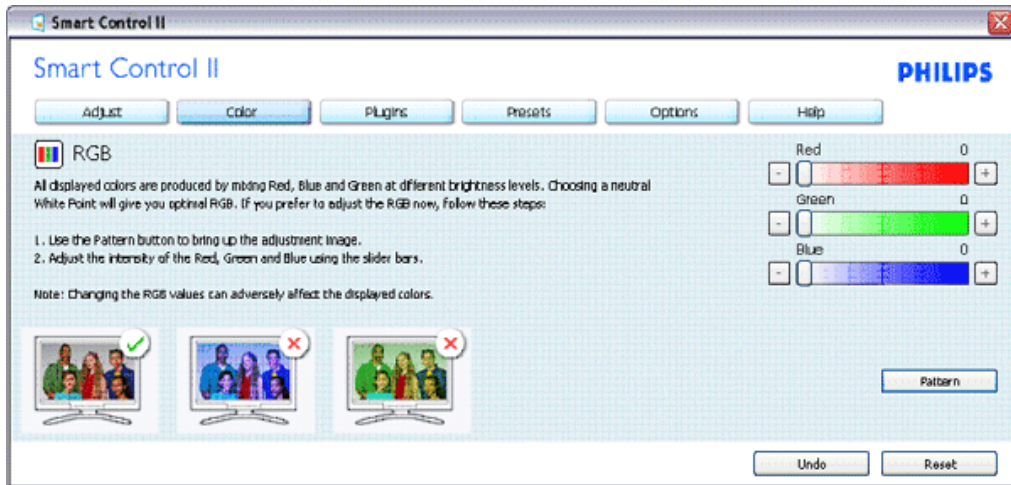 Smart Control II
Smart Control II
PHILIPS
Adjust Color Plugins Presets Options Help
RGB
All displayed colors are produced by mixing Red, Blue and Green at different brightness levels. Choosing a neutral
White Point will give you optimal RGB. If you prefer to adjust the RGB now, follow these steps:
1. Use the Pattern button to bring up the adjustment image.
2. Adjust the intensity of the Red, Green and Blue using the slider bars.
Note: Changing the RGB values can adversely affect the displayed colors.
Red 0
- +
Green 0
- +
Blue 0
- +
Pattern
Undo Reset